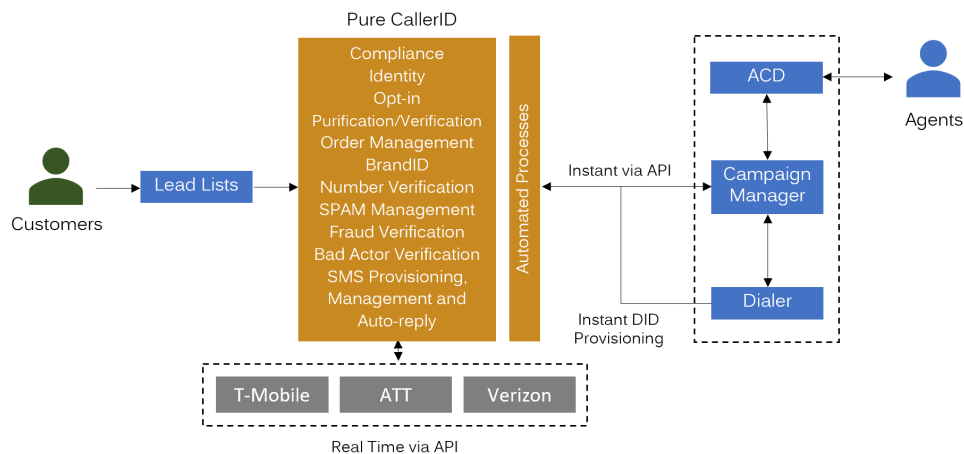 Pure CallerID
Compliance
Identity
Opt-in
Purification/Verification
Order Management
BrandID
Number Verification
SPAM Management
Fraud Verification
Bad Actor Verification
SMS Provisioning,
Management and
Auto-reply
Automated Processes
Customers
Lead Lists
Instant via API
Instant DID
Provisioning
ACD
Campaign
Manager
Dialer
Agents
T-Mobile
ATT
Verizon
Real Time via API